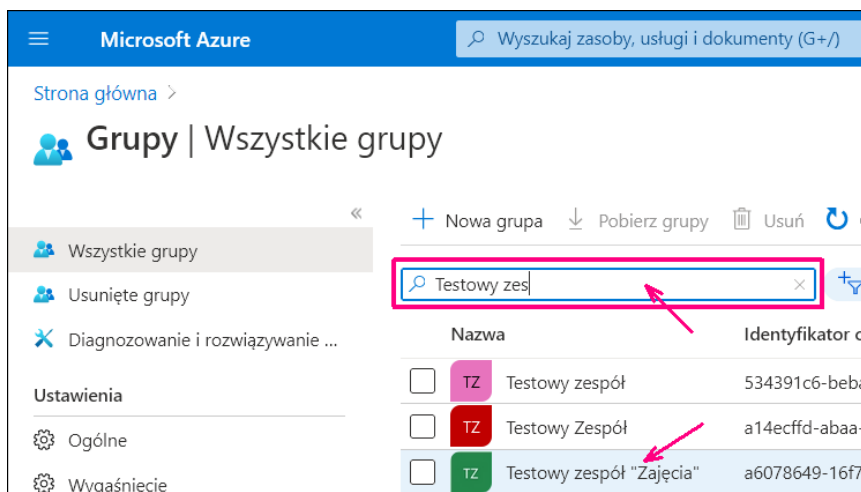 Microsoft Azure
Wyszukaj zasoby, usługi i dokumenty (G+/)
Strona główna >
Grupy | Wszystkie grupy
«
Wszystkie grupy
Usunięte grupy
Diagnozowanie i rozwiązywanie ...
Ustawienia
Ogólne
Wygaśnięcie
Nowa grupa
Pobierz grupy
Usuń
Testowy zes
Nazwa
Identyfikator
TZ
Testowy zespół
534391c6-beba
TZ
Testowy Zespół
a14ecffd-abaa-
TZ
Testowy zespół "Zajęcia"
a6078649-16f7